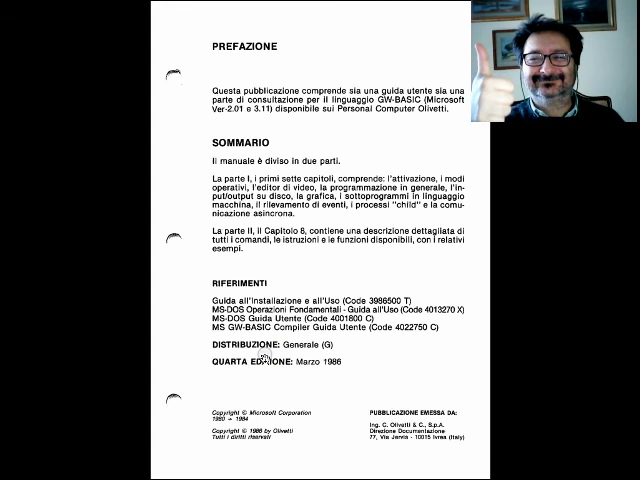 PREFAZIONE
Questa pubblicazione comprende sia una guida utente sia una
parte di consultazione per il linguaggio GW-BASIC (Microsoft
Ver-2.01 e 3.11) disponibile sui Personal Computer Olivetti.
SOMMARIO
Il manuale è diviso in due parti.
La parte I, i primi sette capitoli, comprende: l'attivazione, i modi
operativi, l'editor di video, la programmazione in generale, l'in-
put/output su disco, la grafica, i sottoprogrammi in linguaggio
macchina, il rilevamento di eventi, i processi "child" e la comu-
nicazione asincrona.
La parte II, il Capitolo 8, contiene una descrizione dettagliata di
tutti i comandi, le istruzioni e le funzioni disponibili, con i relativi
esempi.
RIFERIMENTI
Guida all'Installazione e all'Uso (Code 3986500 T)
MS-DOS Operazioni Fondamentali - Guida all'Uso (Code 4013270 X)
MS-DOS Guida Utente (Code 4001800 C)
MS GW-BASIC Compiler Guida Utente (Code 4022750 C)
DISTRIBUZIONE: Generale (G)
QUARTA EDIZIONE: Marzo 1986
Copyright © Microsoft Corporation
1980 ÷ 1984
Copyright © 1986 by Olivetti
Tutti i diritti riservati
PUBBLICAZIONE EMESSA DA:
Ing. C. Olivetti & C., S.p.A.
Direzione Documentazione
77, Via Jervis - 10015 Ivrea (Italy)